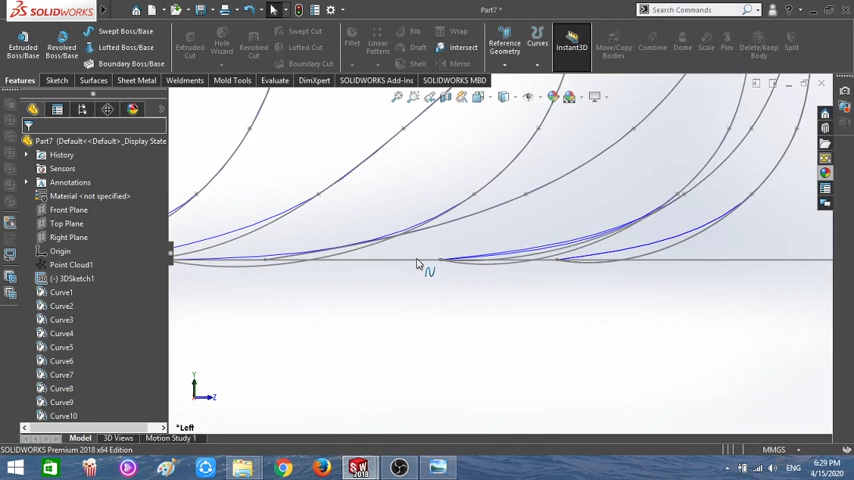 SOLIDWORKS
Part7 *
Search Commands
Extruded Boss/Base
Revolved Boss/Base
Swept Boss/Base
Lofted Boss/Base
Boundary Boss/Base
Extruded Cut
Hole Wizard
Revolved Cut
Swept Cut
Lofted Cut
Boundary Cut
Fillet
Linear Pattern
Rib
Draft
Shell
Wrap
Intersect
Mirror
Reference Geometry
Curves
Instant3D
Move/Copy Bodies
Combine
Dome
Scale
Flex
Delete/Keep Body
Split
Features
Sketch
Surfaces
Sheet Metal
Weldments
Mold Tools
Evaluate
DimXpert
SOLIDWORKS Add-Ins
SOLIDWORKS MBD
Part7 (Default<<Default>_Display State
History
Sensors
Annotations
Material <not specified>
Front Plane
Top Plane
Right Plane
Origin
Point Cloud1
(-) 3DSketch1
Curve1
Curve2
Curve3
Curve4
Curve5
Curve6
Curve7
Curve8
Curve9
Curve10
Y
Z
*Left
Model
3D Views
Motion Study 1
SOLIDWORKS Premium 2018 x64 Edition
MMGS
SW
2018
ENG
6:29 PM
4/15/2020